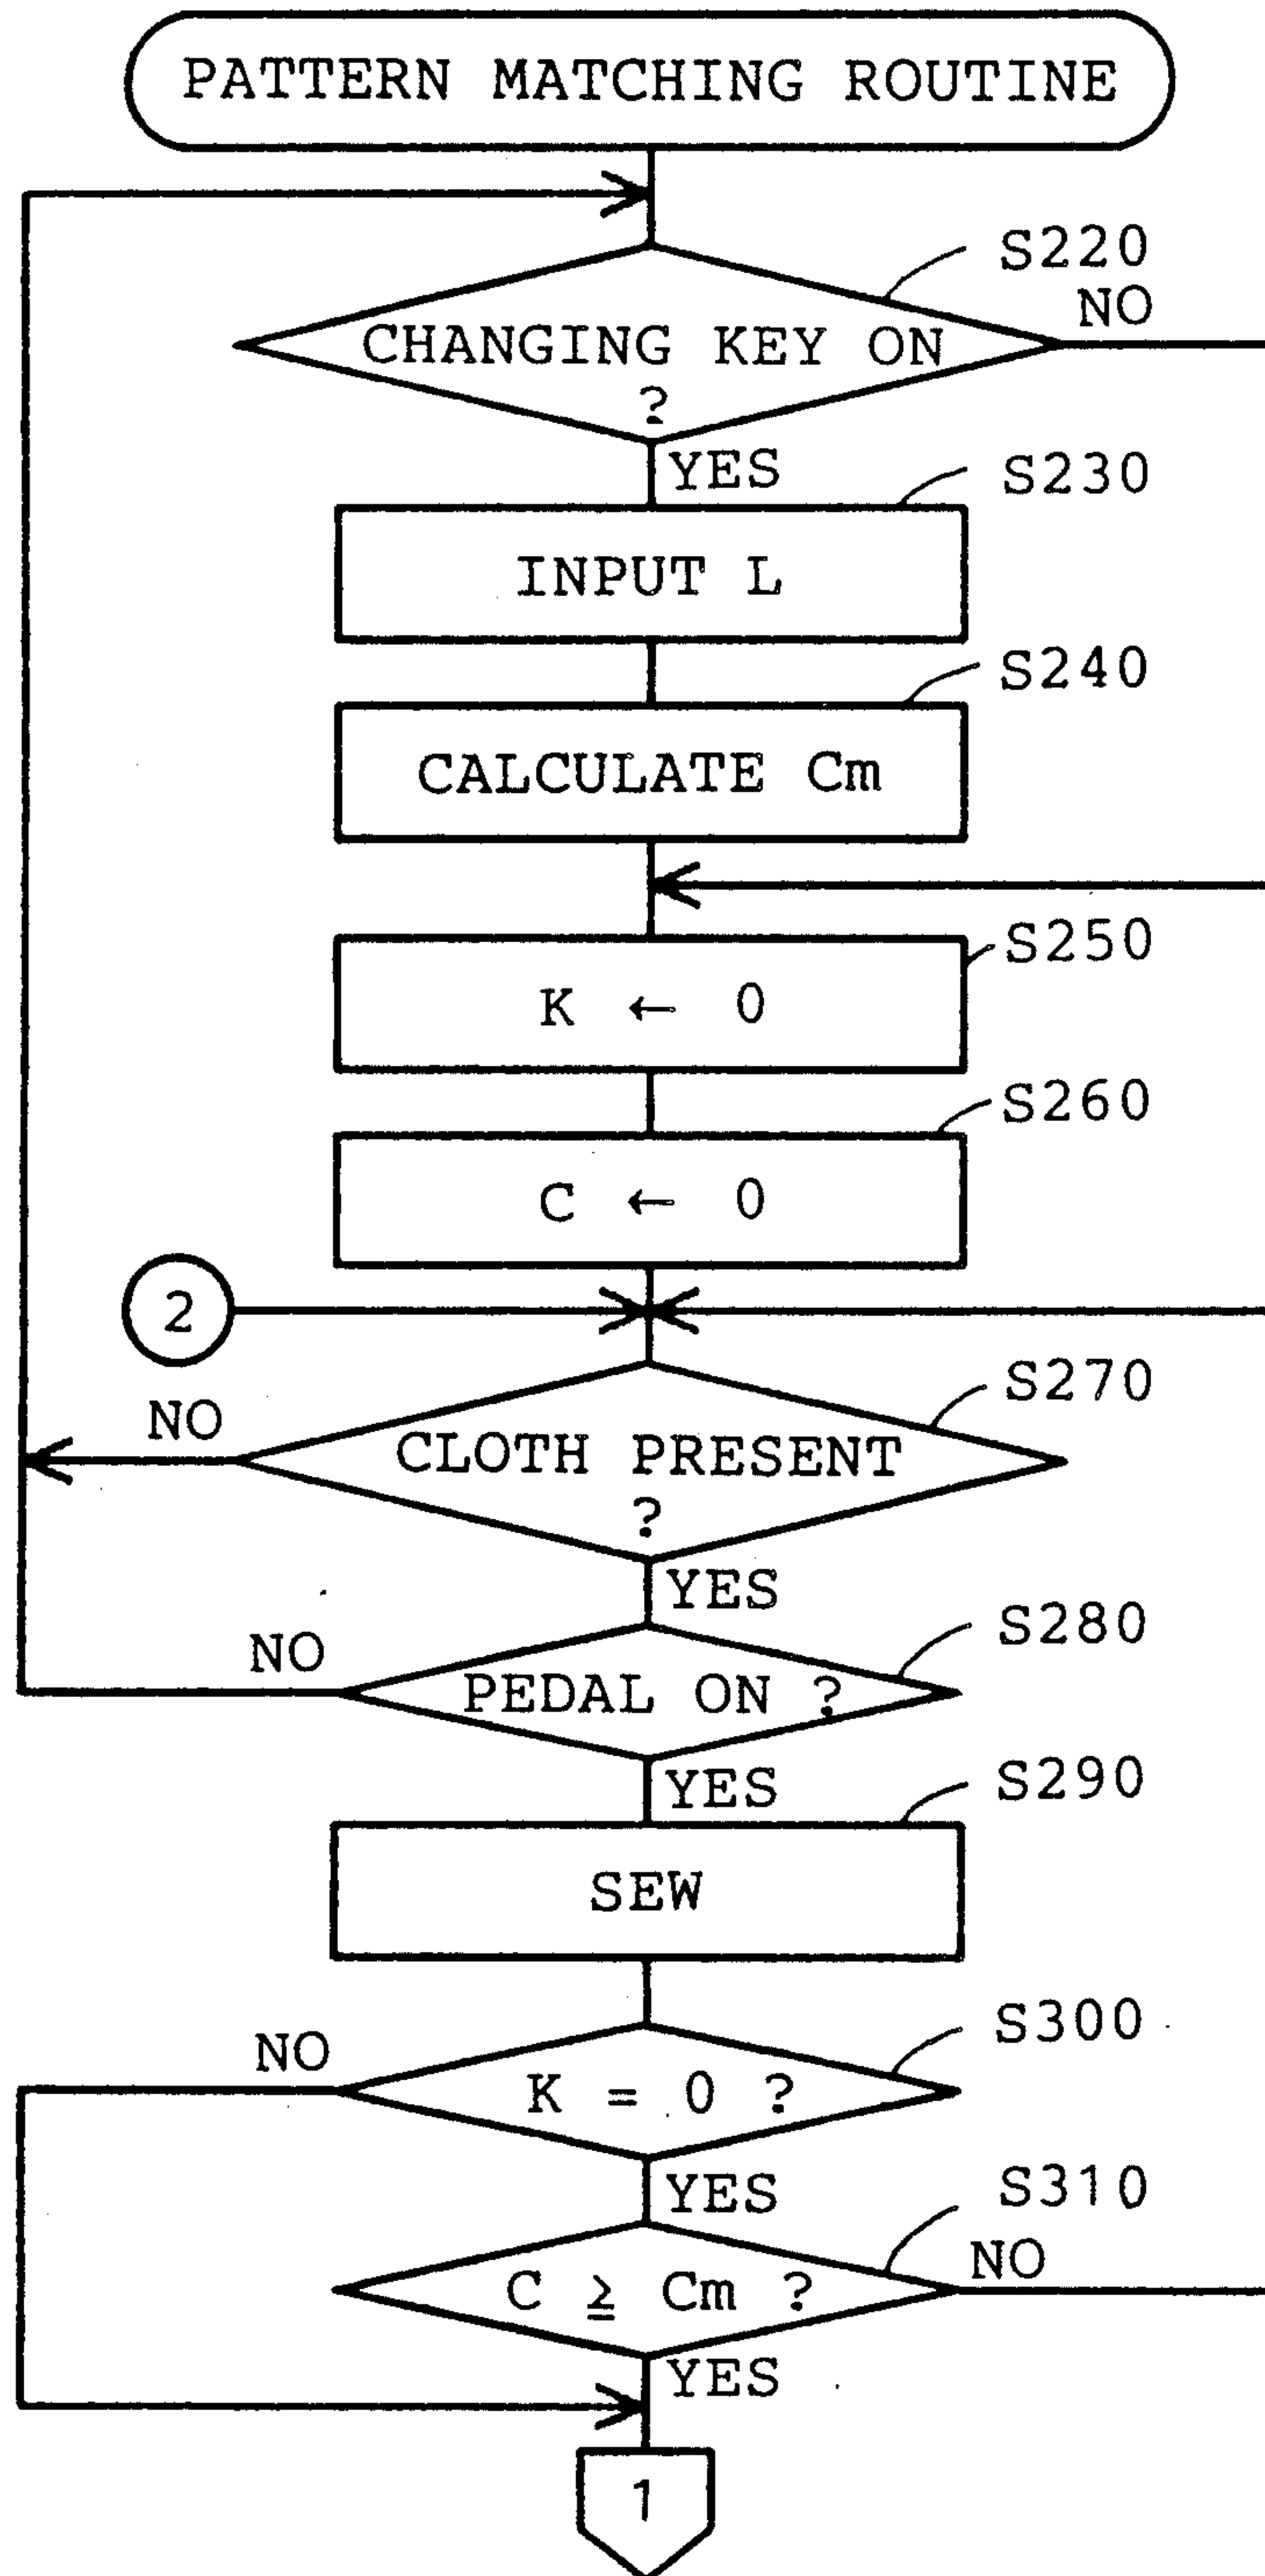 PATTERN MATCHING ROUTINE
S220
NO
CHANGING KEY ON
?
YES
S230
INPUT L
S240
CALCULATE Cm
S250
K ← 0
S260
C ← 0
2
S270
NO
CLOTH PRESENT
?
YES
S280
NO
PEDAL ON ?
YES
S290
SEW
S300
NO
K = 0 ?
YES
S310
C ≥ Cm ?
NO
YES
1